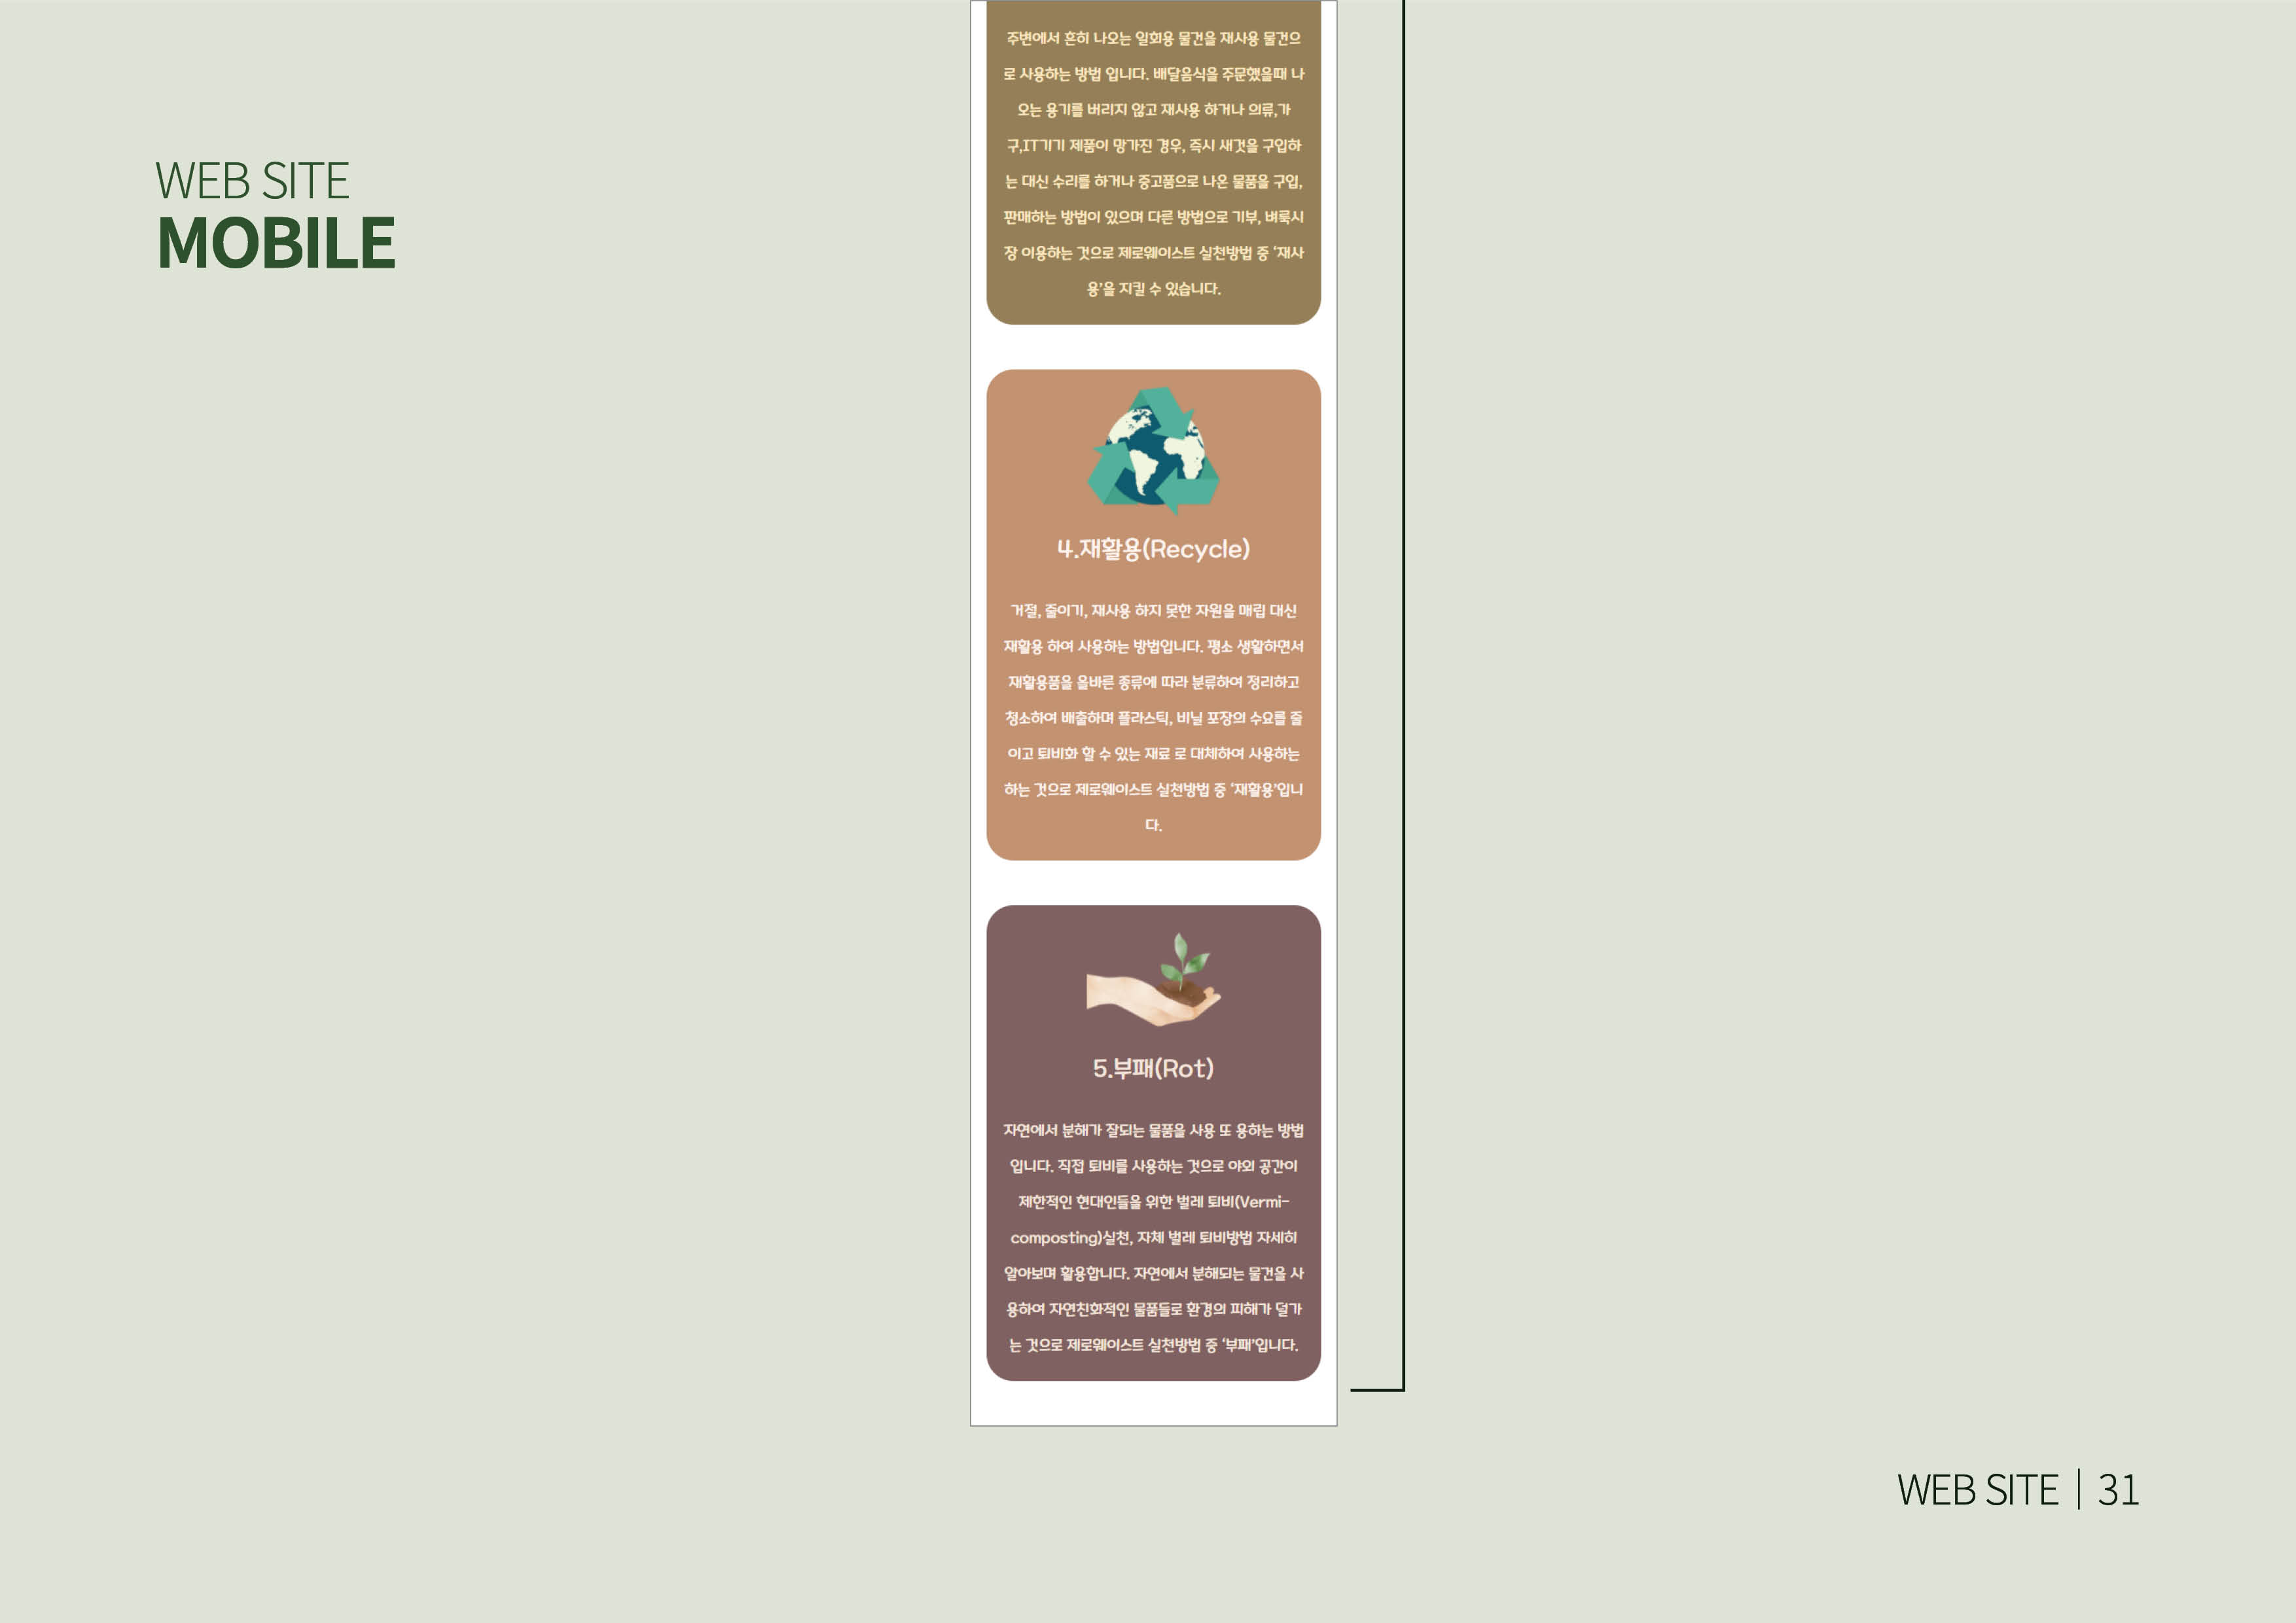 WEB SITE
MOBILE
주변에서 흔히 나오는 일회용 물건을 재사용 물건으
로 사용하는 방법 입니다. 배달음식을 주문했을때 나
오는 용기를 버리지 않고 재사용 하거나 의류,가
구,IT기기 제품이 망가진 경우, 즉시 새것을 구입하
는 대신 수리를 하거나 중고품으로 나온 물품을 구입,
판매하는 방법이 있으며 다른 방법으로 기부, 벼룩시
장 이용하는 것으로 제로웨이스트 실천방법 중 ‘재사
용’을 지킬 수 있습니다.
4.재활용(Recycle)
거절, 줄이기, 재사용 하지 못한 자원을 매립 대신
재활용 하여 사용하는 방법입니다. 평소 생활하면서
재활용품을 올바른 종류에 따라 분류하여 정리하고
청소하여 배출하며 플라스틱, 비닐 포장의 수요를 줄
이고 퇴비화 할 수 있는 재료 로 대체하여 사용하는
하는 것으로 제로웨이스트 실천방법 중 ‘재활용’입니
다.
5.부패(Rot)
자연에서 분해가 잘되는 물품을 사용 또 용하는 방법
입니다. 직접 퇴비를 사용하는 것으로 야외 공간이
제한적인 현대인들을 위한 벌레 퇴비(Vermi-
composting)실천, 자체 벌레 퇴비방법 자세히
알아보며 활용합니다. 자연에서 분해되는 물건을 사
용하여 자연친화적인 물품들로 환경의 피해가 덜가
는 것으로 제로웨이스트 실천방법 중 ‘부패’입니다.
WEB SITE | 31